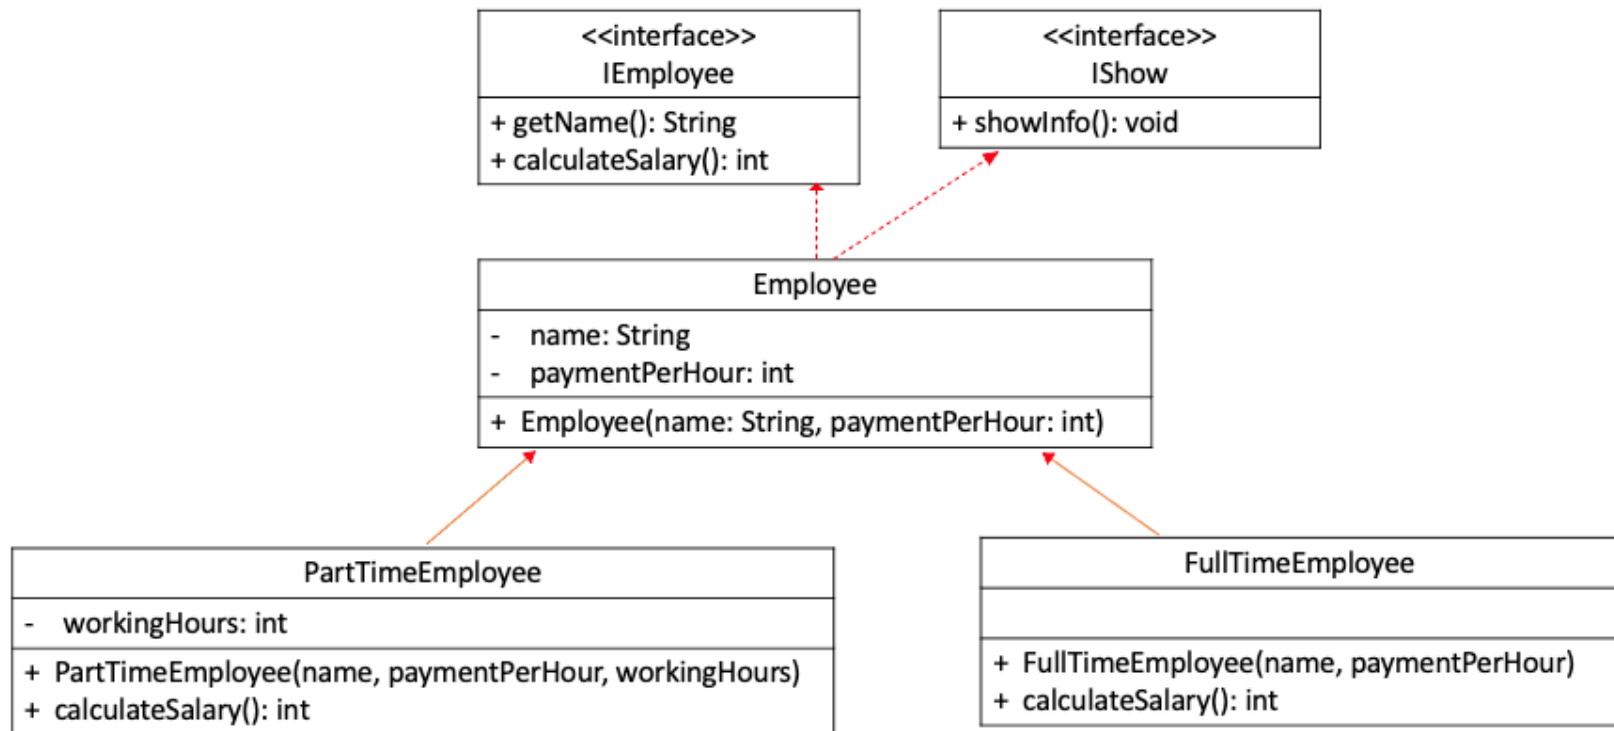 <<interface>>
IEmployee
+ getName(): String
+ calculateSalary(): int
<<interface>>
IShow
+ showInfo(): void
Employee
- name: String
- paymentPerHour: int
+ Employee(name: String, paymentPerHour: int)
PartTimeEmployee
- workingHours: int
+ PartTimeEmployee(name, paymentPerHour, workingHours)
+ calculateSalary(): int
FullTimeEmployee
+ FullTimeEmployee(name, paymentPerHour)
+ calculateSalary(): int